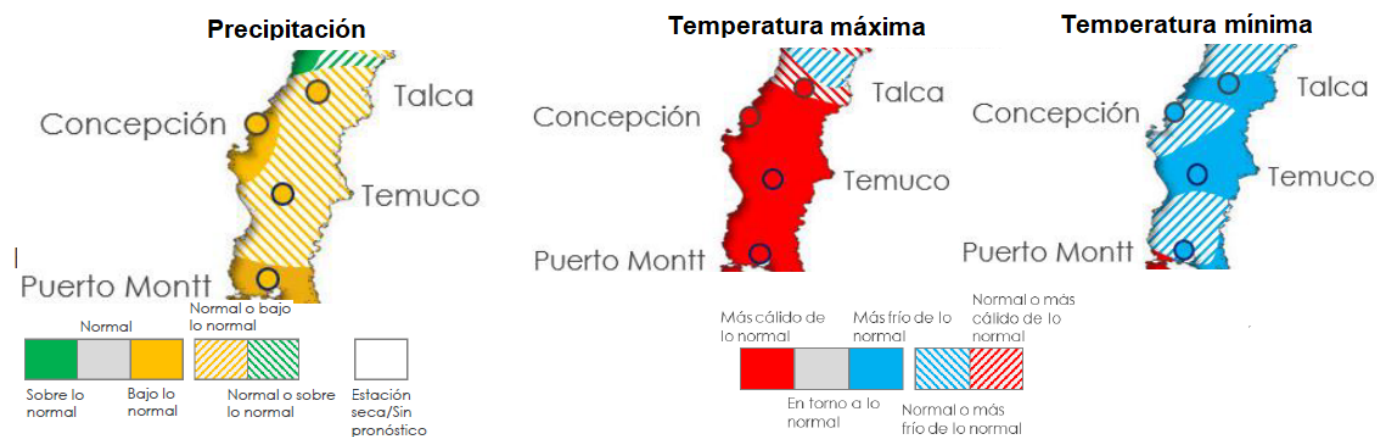 Precipitación
Talca
Concepción
Temuco
Puerto Montt
Normal
Normal o bajo
lo normal
Sobre lo
normal
Bajo lo
normal
Normal o sobre
lo normal
Estación
seca/Sin
pronóstico
Temperatura máxima
Talca
Concepción
Temuco
Puerto Montt
Más cálido de
lo normal
Más frío de lo
normal
Normal o más
cálido de lo
normal
En torno a lo
normal
Normal o más
frío de lo normal
Temperatura mínima
Talca
Concepción
Temuco
Puerto Montt